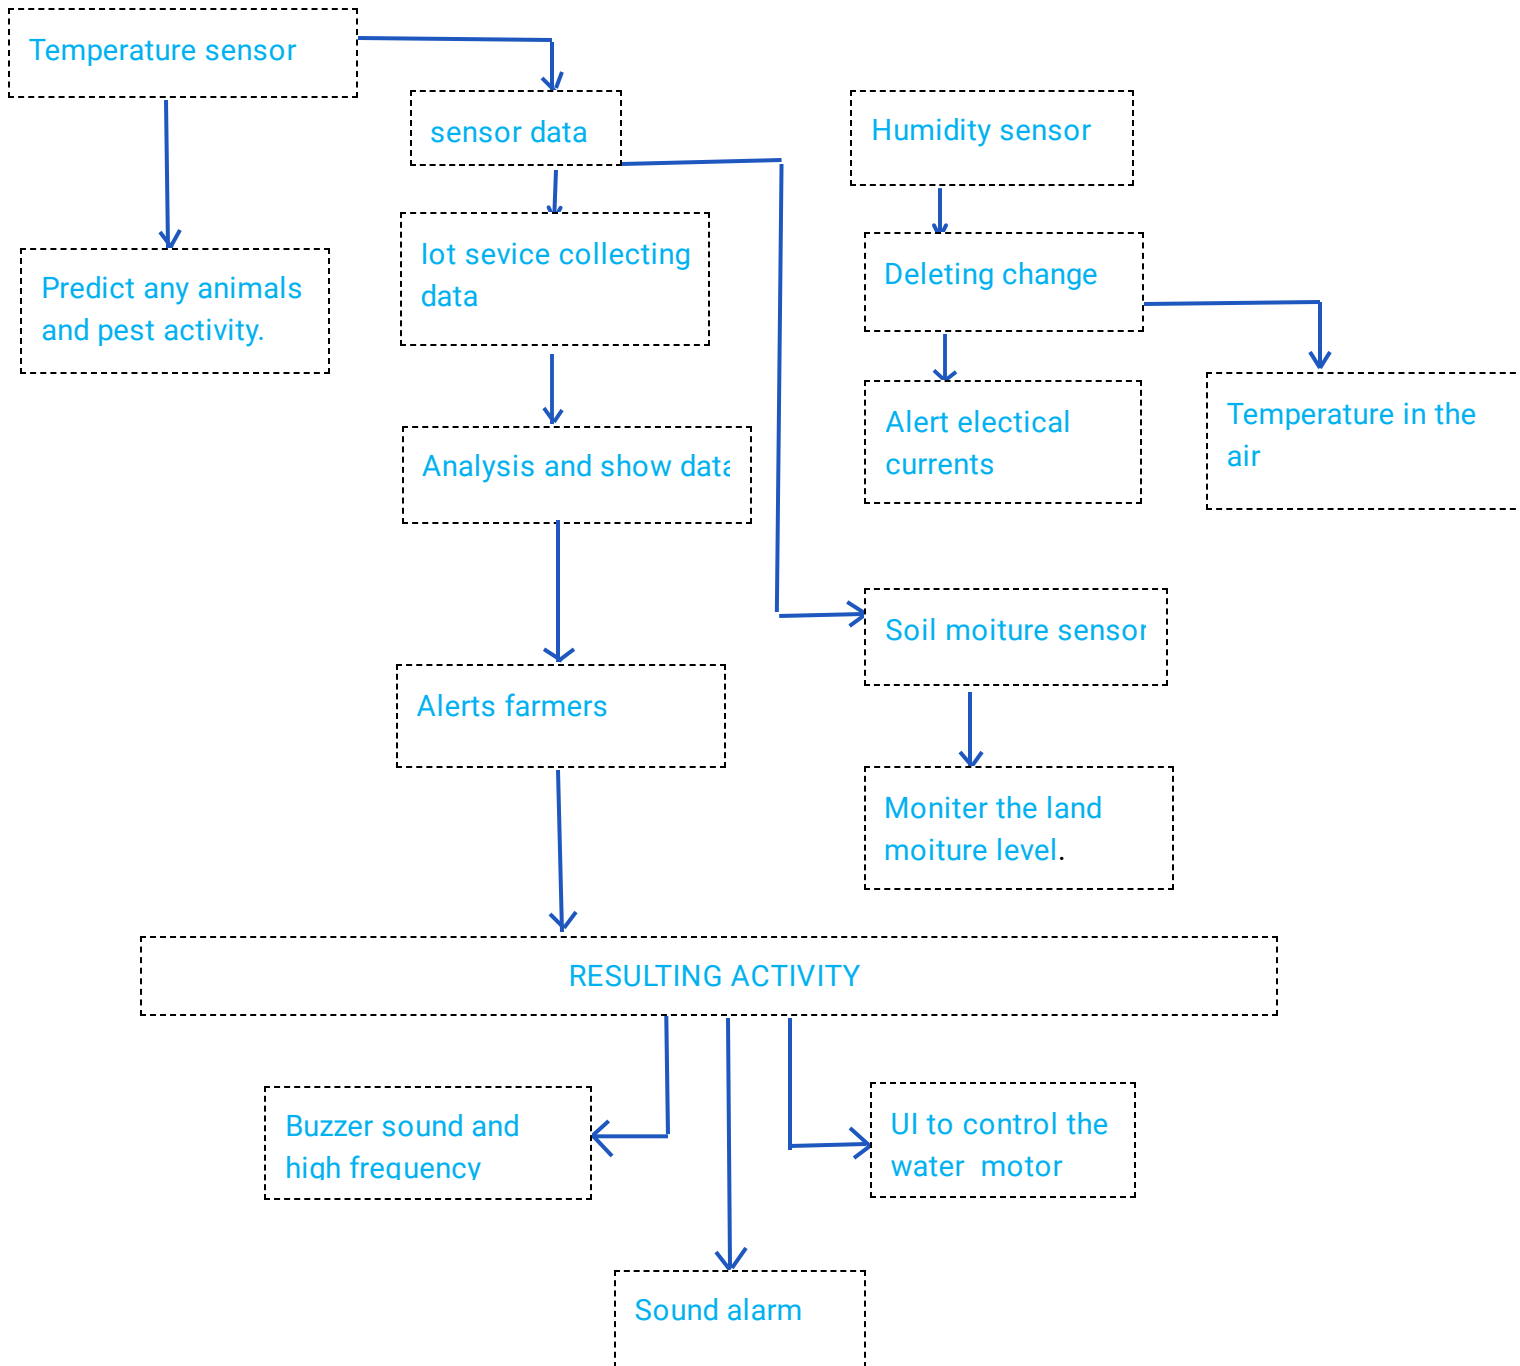 Temperature sensor
sensor data
Humidity sensor
Iot sevice collecting
data
Deleting change
Predict any animals
and pest activity.
Analysis and show data
Alert electical
currents
Temperature in the
air
Soil moiture sensor
Alerts farmers
Moniter the land
moiture level.
RESULTING ACTIVITY
Buzzer sound and
high frequency
UI to control the
water  motor
Sound alarm